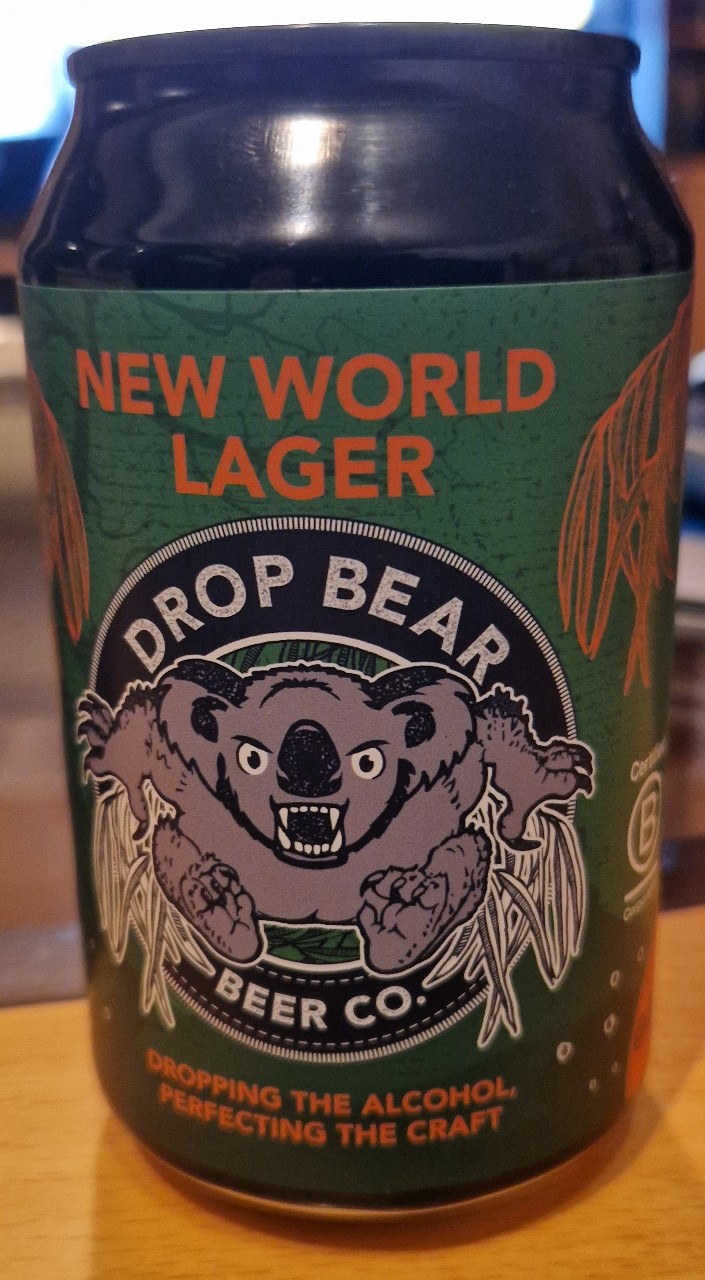 NEW WORLD
LAGER
DROP BEAR
BEER CO.
DROPPING THE ALCOHOL,
PERFECTING THE CRAFT
B